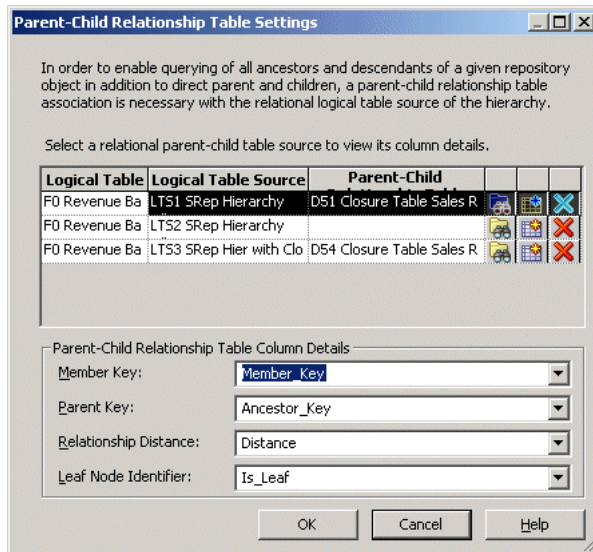 Parent-Child Relationship Table Settings
In order to enable querying of all ancestors and descendants of a given repository
object in addition to direct parent and children, a parent-child relationship table
association is necessary with the relational logical table source of the hierarchy.
Select a relational parent-child table source to view its column details.
Logical Table Logical Table Source Parent-Child
F0 Revenue Ba LTS1 SRep Hierarchy D51 Closure Table Sales R
F0 Revenue Ba LTS2 SRep Hierarchy
F0 Revenue Ba LTS3 SRep Hier with Clo D54 Closure Table Sales R
Parent-Child Relationship Table Column Details
Member Key: Member_Key
Parent Key: Ancestor_Key
Relationship Distance: Distance
Leaf Node Identifier: Is_Leaf
OK Cancel Help